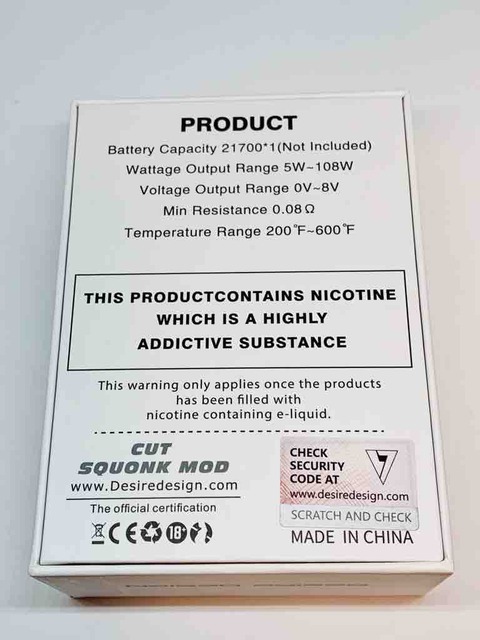 PRODUCT
Battery Capacity 21700*1(Not Included)
Wattage Output Range 5W~108W
Voltage Output Range 0V~8V
Min Resistance 0.08Ω
Temperature Range 200℉~600℉
THIS PRODUCTCONTAINS NICOTINE
WHICH IS A HIGHLY
ADDICTIVE SUBSTANCE
This warning only applies once the products
has been filled with
nicotine containing e-liquid.
CUT
SQUONK MOD
www.Desiredesign.com
The official certification
CE 18+
CHECK
SECURITY
CODE AT
www.desiredesign.com
SCRATCH AND CHECK
MADE IN CHINA